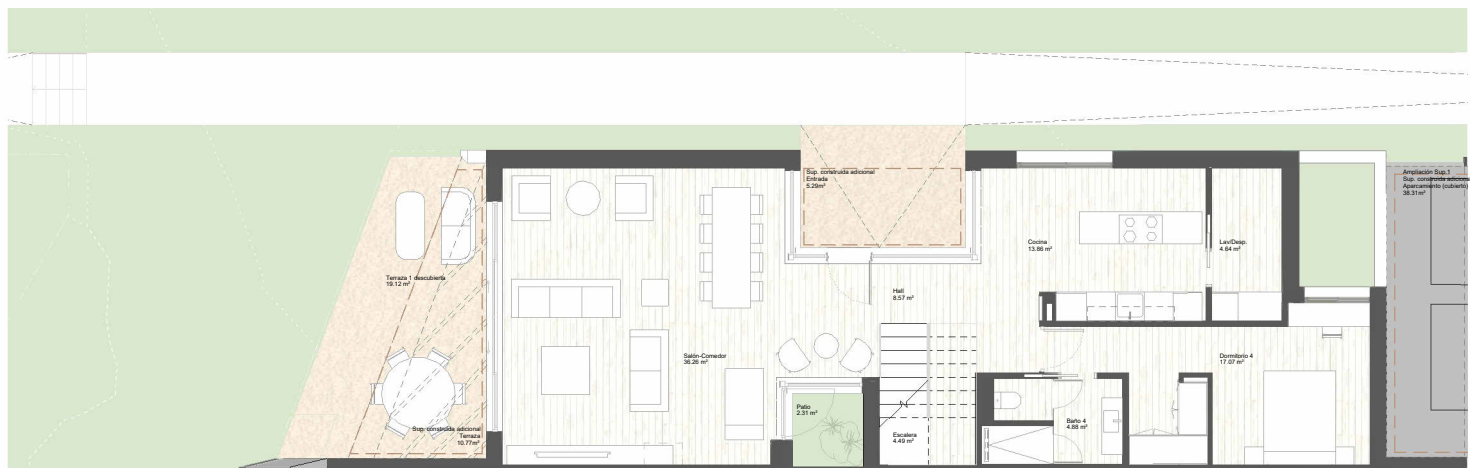 Sup. construida adicional
Entrada
5.29m²
Ampliación Sup.1
Sup. construida adicional
Aparcamiento (cubierto)
38.31m²
Cocina
13.86 m²
Lav/Desp.
4.64 m²
Terraza 1 descubierta
19.12 m²
Hall
8.57 m²
Salón-Comedor
36.26 m²
Dormitorio 4
17.07 m²
Patio
2.31 m²
Baño 4
4.88 m²
Sup. construida adicional
Terraza
10.77m²
Escalera
4.49 m²